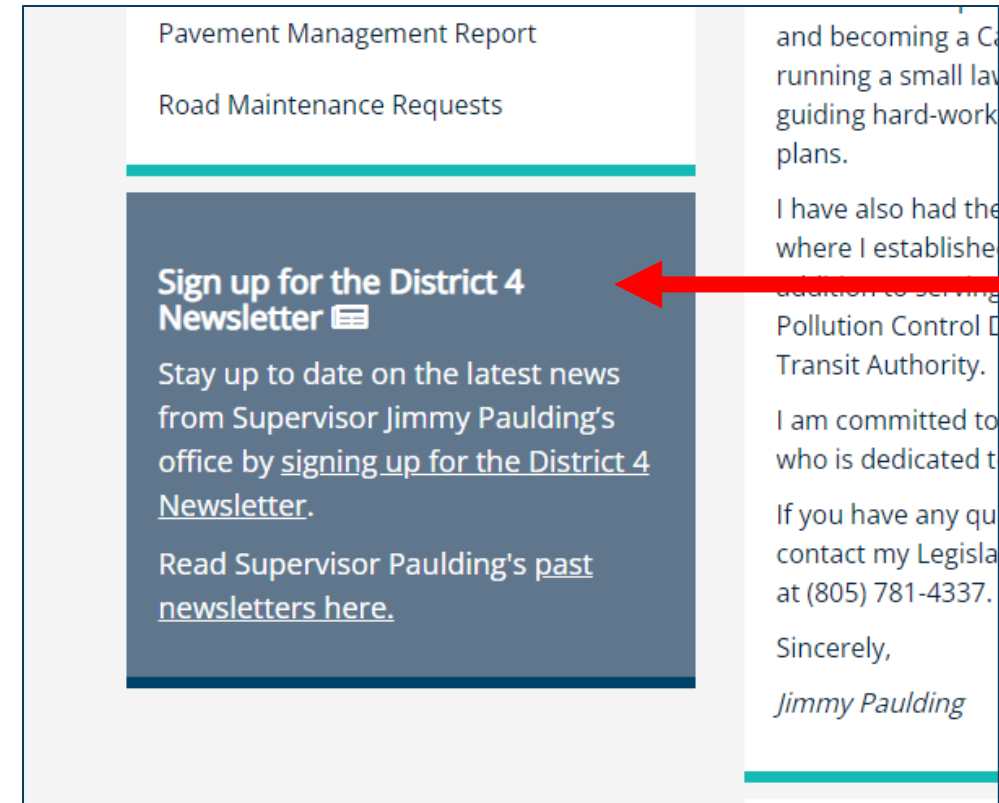 Pavement Management Report
Road Maintenance Requests
Sign up for the District 4
Newsletter
Stay up to date on the latest news
from Supervisor Jimmy Paulding’s
office by signing up for the District 4
Newsletter.
Read Supervisor Paulding's past
newsletters here.
and becoming a
running a small
guiding hard-work
plans.
I have also had the
where I established
addition to serving
Pollution Control
Transit Authority.
I am committed to
who is dedicated
If you have any
contact my
at (805) 781-4337.
Sincerely,
Jimmy Paulding